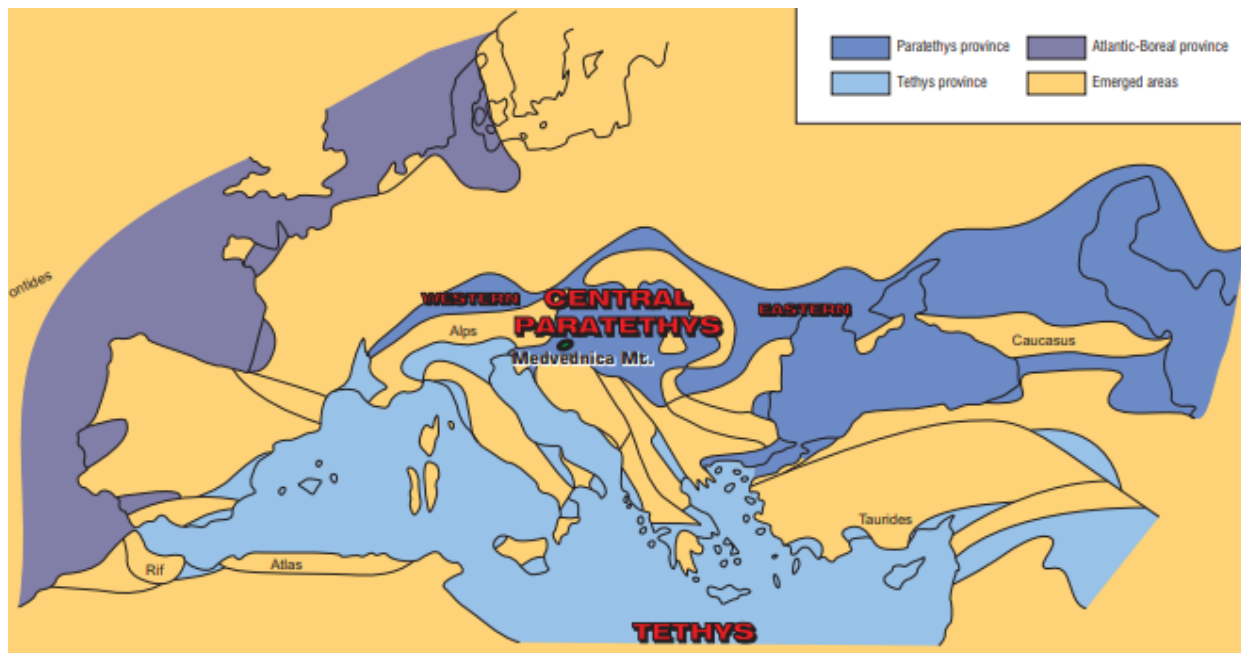 Paratethys province
Atlantic-Boreal province
Tethys province
Emerged areas
ontides
WESTERN
CENTRAL
PARATETHYS
EASTERN
Alps
Medvednica Mt.
Caucasus
Taurides
Rif
Atlas
TETHYS